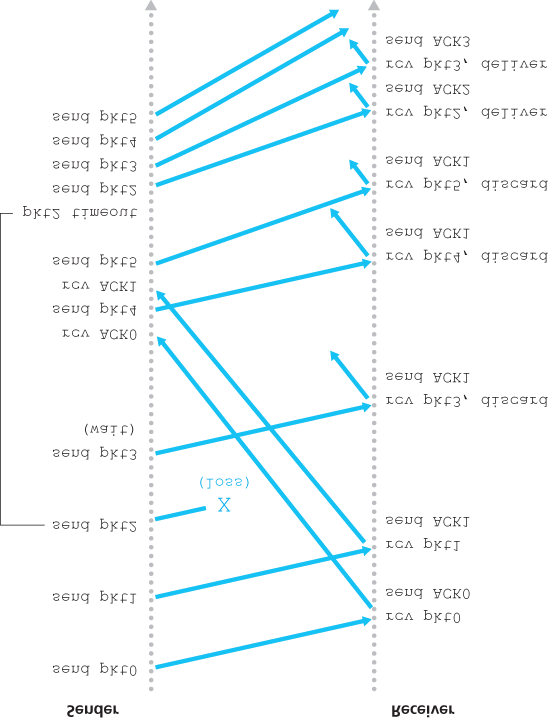 Sender
send pkt0
send pkt1
send pkt2
send pkt3
(wait)
rcv ACK0
send pkt4
rcv ACK1
send pkt5
pkt2 timeout
send pkt2
send pkt3
send pkt4
send pkt5
X
(loss)
Receiver
rcv pkt0
send ACK0
rcv pkt1
send ACK1
rcv pkt3, discard
send ACK1
rcv pkt4, discard
send ACK1
rcv pkt5, discard
send ACK1
rcv pkt2, deliver
send ACK2
rcv pkt3, deliver
send ACK3